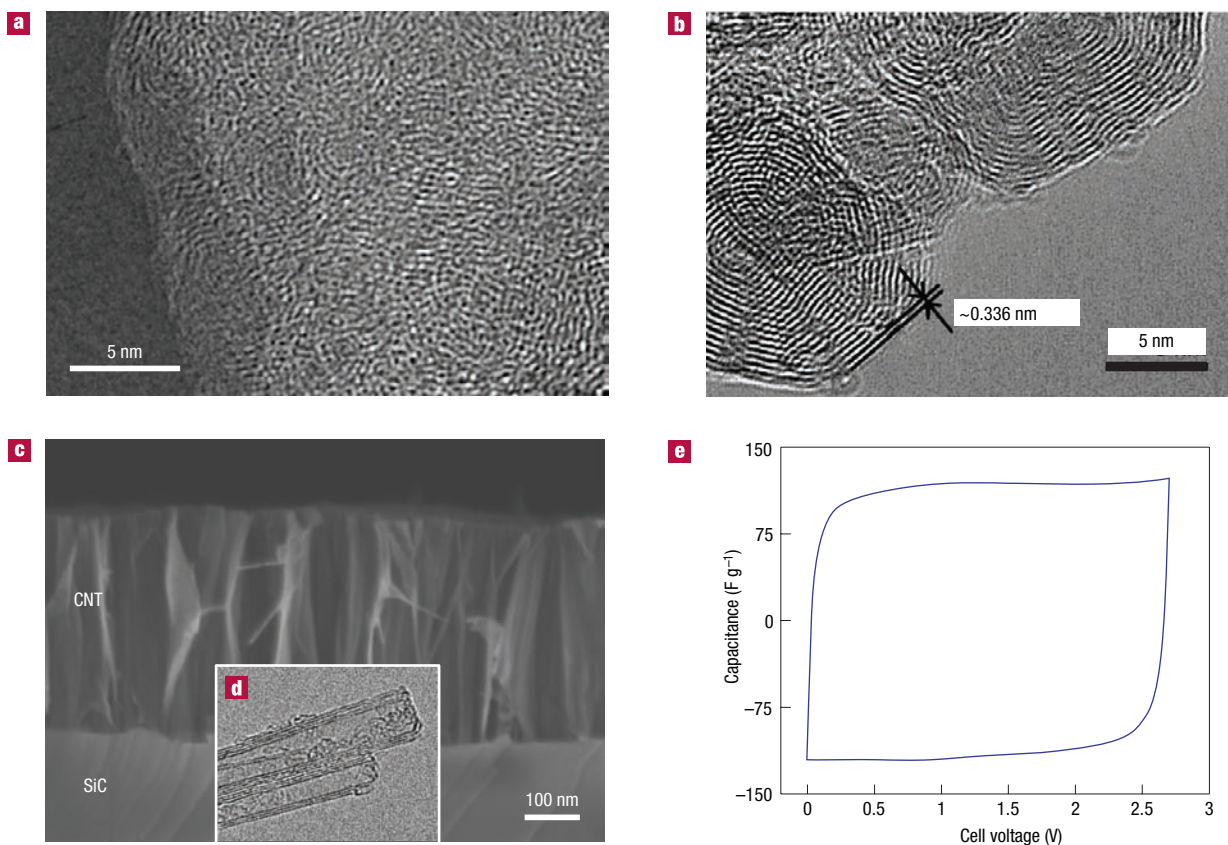 a
5 nm
b
~0.336 nm
5 nm
c
CNT
SiC
d
100 nm
e
Capacitance (F g⁻¹)
150
75
0
−75
−150
0
0.5
1
1.5
2
2.5
3
Cell voltage (V)